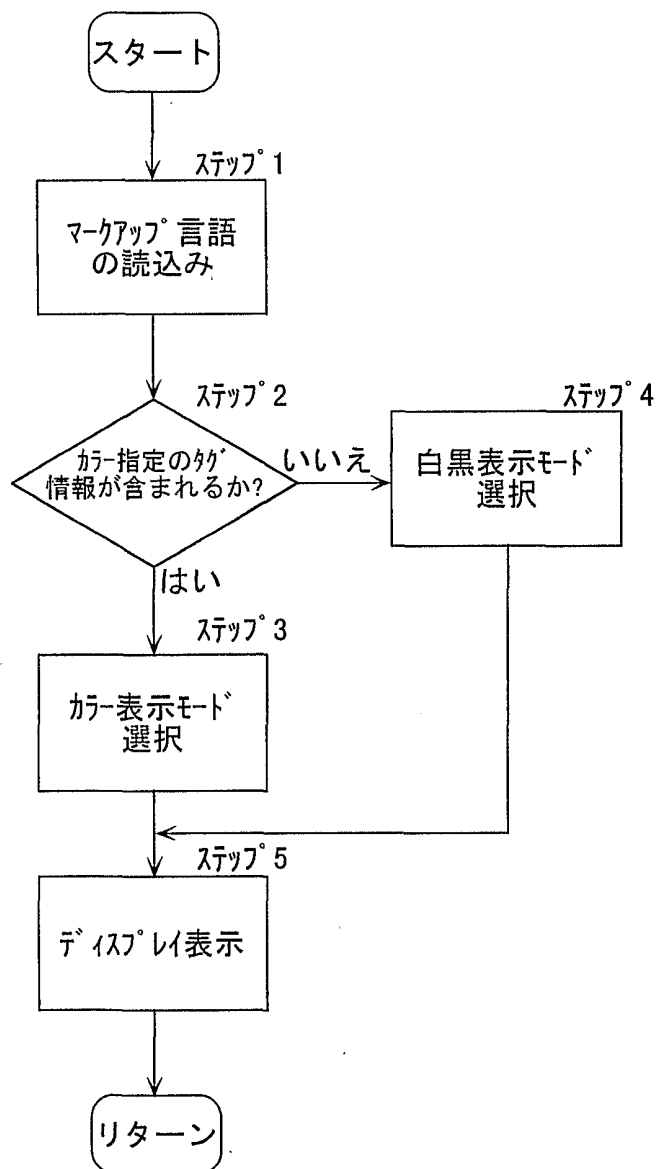 スタート
ステップ1
マークアップ言語
の読込み
ステップ2
カラー指定のタグ
情報が含まれるか?
いいえ
ステップ4
白黒表示モード
選択
はい
ステップ3
カラー表示モード
選択
ステップ5
ディスプレイ表示
リターン